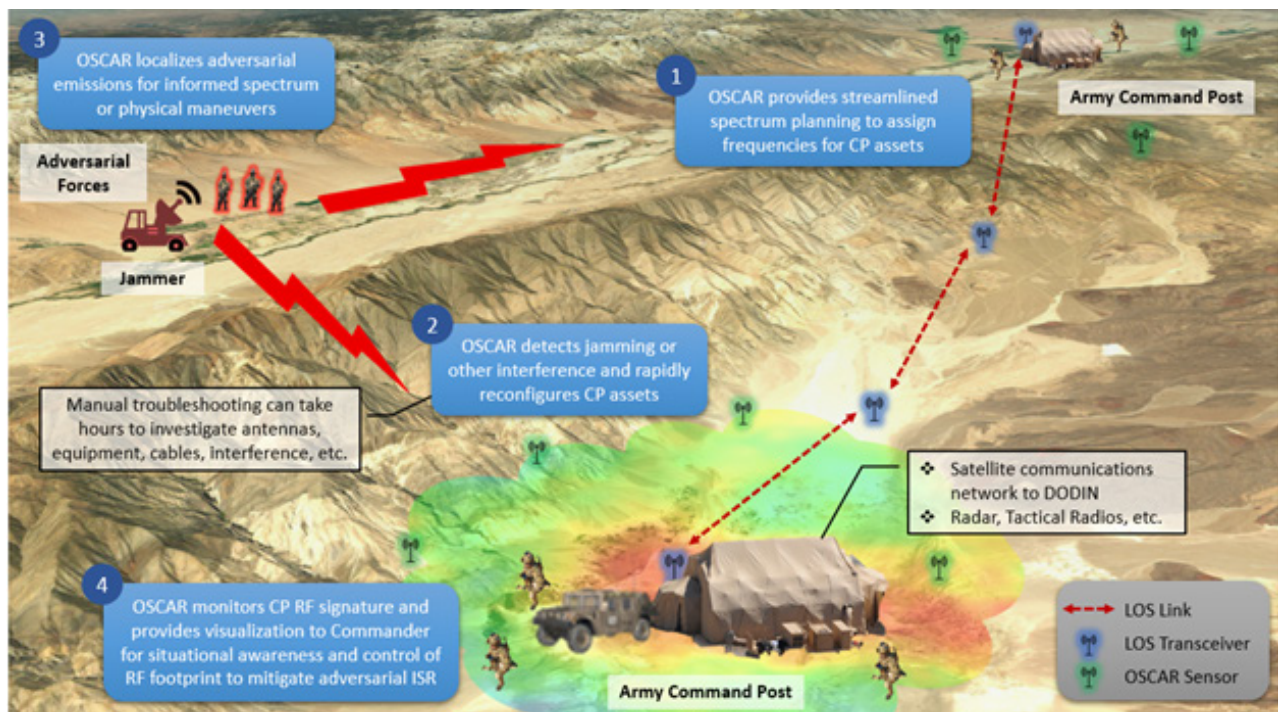 3
OSCAR localizes adversarial
emissions for informed spectrum
or physical maneuvers
1
OSCAR provides streamlined
spectrum planning to assign
frequencies for CP assets
Army Command Post
Adversarial
Forces
Jammer
2
OSCAR detects jamming or
other interference and rapidly
reconfigures CP assets
Manual troubleshooting can take
hours to investigate antennas,
equipment, cables, interference, etc.
❖ Satellite communications
network to DODIN
❖ Radar, Tactical Radios, etc.
4
OSCAR monitors CP RF signature and
provides visualization to Commander
for situational awareness and control of
RF footprint to mitigate adversarial ISR
Army Command Post
LOS Link
LOS Transceiver
OSCAR Sensor